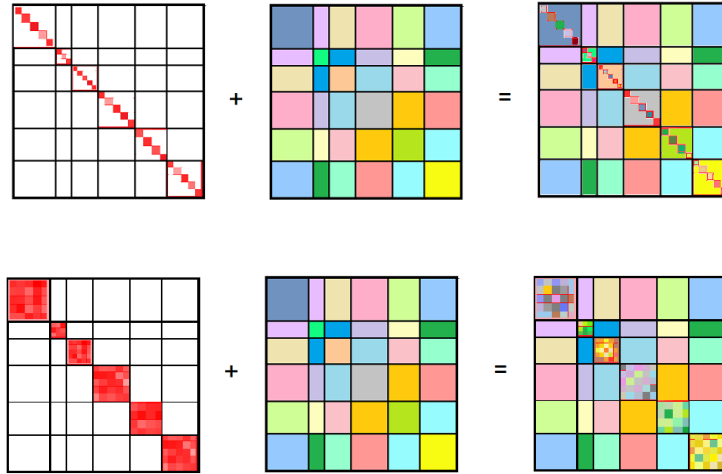 + =
+ =